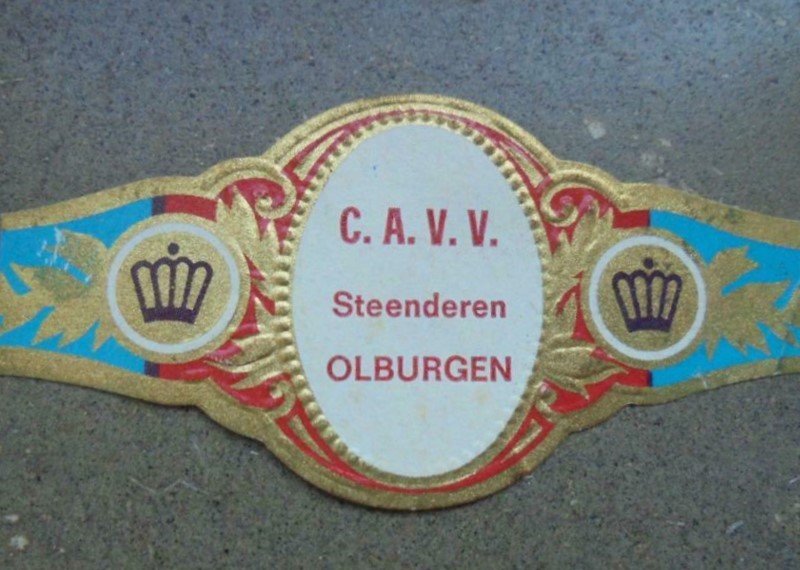 C. A. V. V.
Steenderen
OLBURGEN